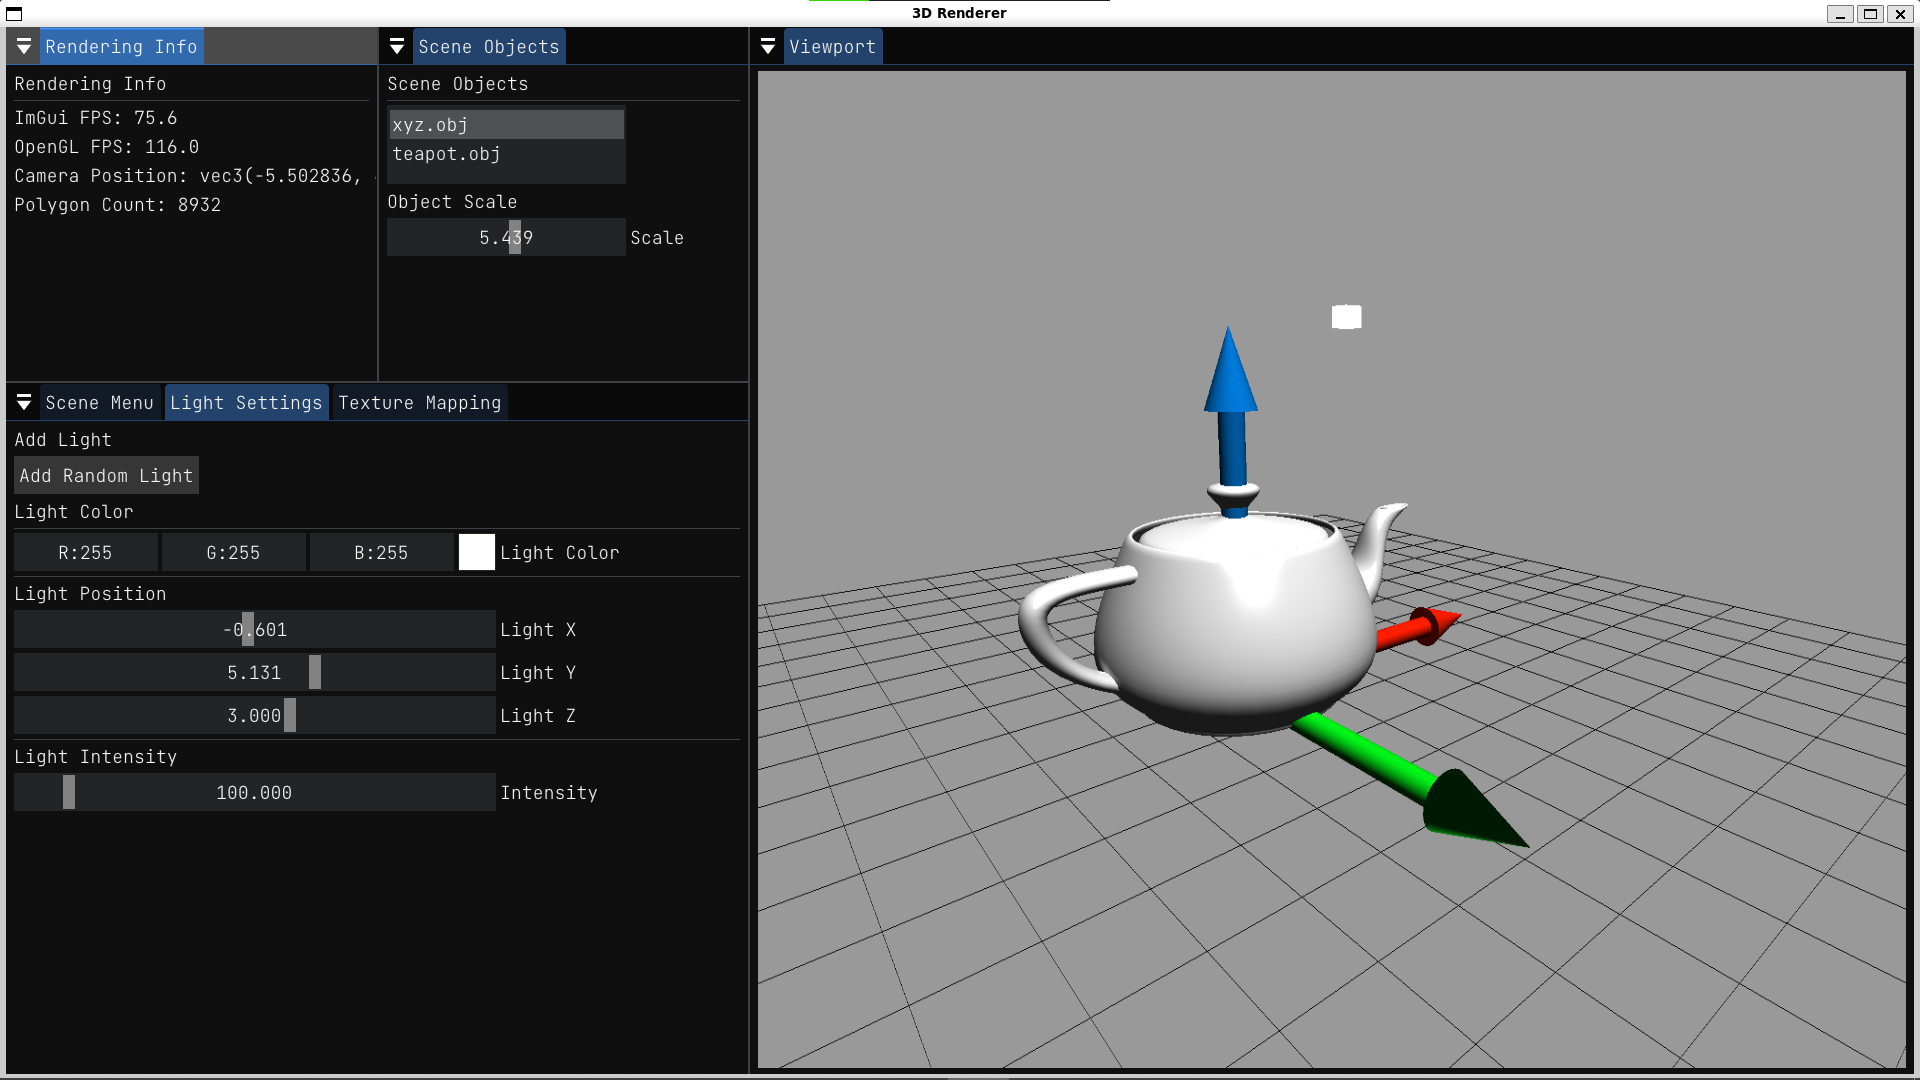 3D Renderer
Rendering Info
Rendering Info
ImGui FPS: 75.6
OpenGL FPS: 116.0
Camera Position: vec3(-5.502836,
Polygon Count: 8932
Scene Objects
Scene Objects
xyz.obj
teapot.obj
Object Scale
5.439 Scale
Scene Menu Light Settings Texture Mapping
Add Light
Add Random Light
Light Color
R:255 G:255 B:255 Light Color
Light Position
-0.601 Light X
5.131 Light Y
3.000 Light Z
Light Intensity
100.000 Intensity
Viewport